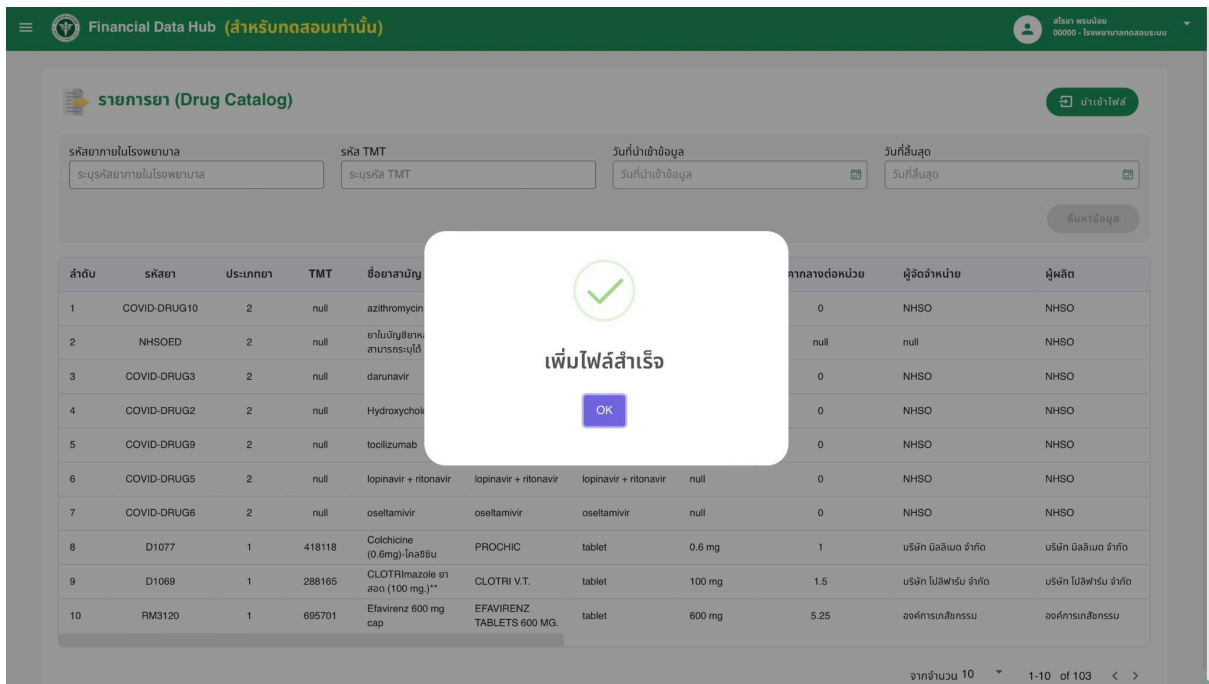 Financial Data Hub (สำหรับทดสอบเท่านั้น)
สโรชา พรมน้อย
00000 - โรงพยาบาลทดสอบระบบ
รายการยา (Drug Catalog)
นำเข้าไฟล์
รหัสยาภายในโรงพยาบาล รหัส TMT วันที่นำเข้าข้อมูล วันที่สิ้นสุด
ระบุรหัสยาภายในโรงพยาบาล ระบุรหัส TMT วันที่นำเข้าข้อมูล วันที่สิ้นสุด
ค้นหาข้อมูล
ลำดับ รหัสยา ประเภทยา TMT ชื่อยาสามัญ คากลางต่อหน่วย ผู้จัดจำหน่าย ผู้ผลิต
1 COVID-DRUG10 2 null azithromycin 0 NHSO NHSO
2 NHSOED 2 null ยาในบัญชียาห สามารถระบุได้ null null NHSO
3 COVID-DRUG3 2 null darunavir 0 NHSO NHSO
4 COVID-DRUG2 2 null Hydroxychlo 0 NHSO NHSO
5 COVID-DRUG9 2 null tocilizumab 0 NHSO NHSO
เพิ่มไฟล์สำเร็จ
OK
6 COVID-DRUG5 2 null lopinavir + ritonavir lopinavir + ritonavir lopinavir + ritonavir null 0 NHSO NHSO
7 COVID-DRUG6 2 null oseltamivir oseltamivir oseltamivir null 0 NHSO NHSO
8 D1077 1 418118 Colchicine (0.6mg)-โคลชิซิน PROCHIC tablet 0.6 mg 1 บริษัท มิลลิเมด จำกัด บริษัท มิลลิเมด จำกัด
9 D1069 1 288165 CLOTRImazole ยาสอด (100 mg.)** CLOTRI V.T. tablet 100 mg 1.5 บริษัท โปลิฟาร์ม จำกัด บริษัท โปลิฟาร์ม จำกัด
10 RM3120 1 695701 Efavirenz 600 mg cap EFAVIRENZ TABLETS 600 MG. tablet 600 mg 5.25 องค์การเภสัชกรรม องค์การเภสัชกรรม
จากจำนวน 10 1-10 of 103